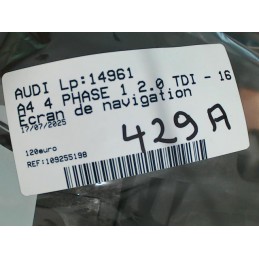 AUDI Lp:14961
A4 4 PHASE 1 2.0 TDI - 16
Ecran de navigation
17/07/2025
429A
120euro
REF:109255198